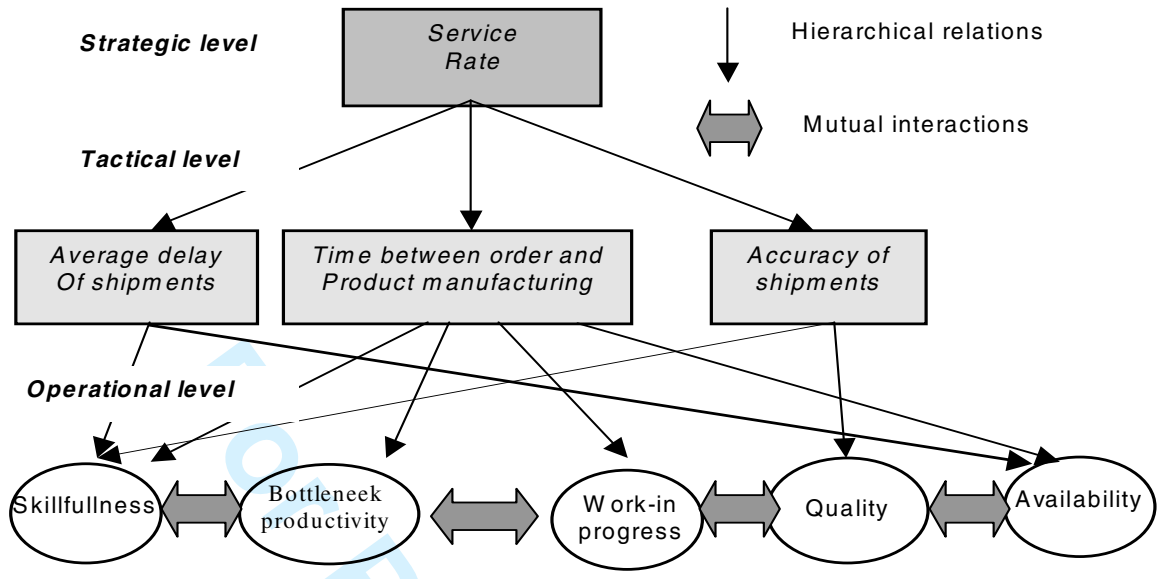 Strategic level
Service
Rate
Hierarchical relations
Mutual interactions
Tactical level
Average delay
Of shipments
Time between order and
Product manufacturing
Accuracy of
shipments
Operational level
Skillfullness
Bottleneek
productivity
Work-in
progress
Quality
Availability